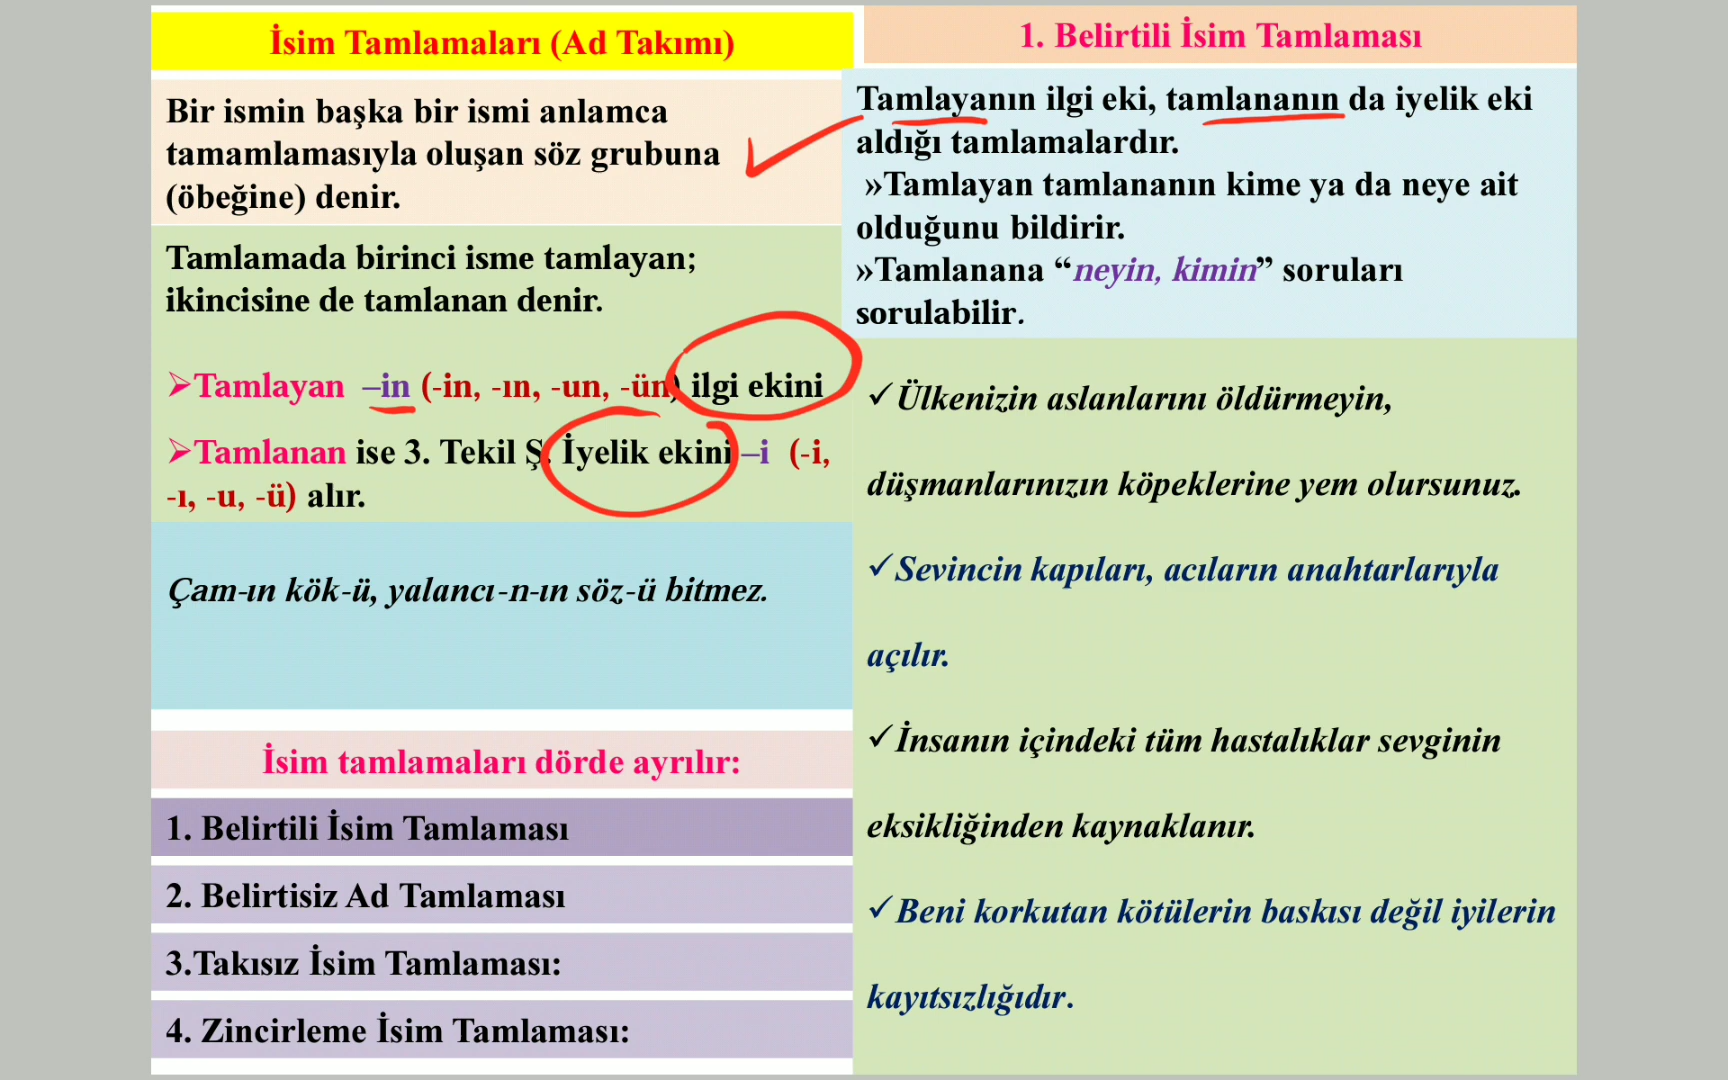 İsim Tamlamaları (Ad Takımı)
Bir ismin başka bir ismi anlamca
tamamlamasıyla oluşan söz grubuna
(öbeğine) denir.
Tamlamada birinci isme tamlayan;
ikincisine de tamlanan denir.
➢Tamlayan –in (-in, -ın, -un, -ün) ilgi ekini
➢Tamlanan ise 3. Tekil Ş. İyelik ekini –i (-i,
-ı, -u, -ü) alır.
Çam-ın kök-ü, yalancı-n-ın söz-ü bitmez.
İsim tamlamaları dörde ayrılır:
1. Belirtili İsim Tamlaması
2. Belirtisiz Ad Tamlaması
3.Takısız İsim Tamlaması:
4. Zincirleme İsim Tamlaması:
1. Belirtili İsim Tamlaması
Tamlayanın ilgi eki, tamlananın da iyelik eki
aldığı tamlamalardır.
»Tamlayan tamlananın kime ya da neye ait
olduğunu bildirir.
»Tamlanana “neyin, kimin” soruları
sorulabilir.
✓Ülkenizin aslanlarını öldürmeyin,
düşmanlarınızın köpeklerine yem olursunuz.
✓Sevincin kapıları, acıların anahtarlarıyla
açılır.
✓İnsanın içindeki tüm hastalıklar sevginin
eksikliğinden kaynaklanır.
✓Beni korkutan kötülerin baskısı değil iyilerin
kayıtsızlığıdır.